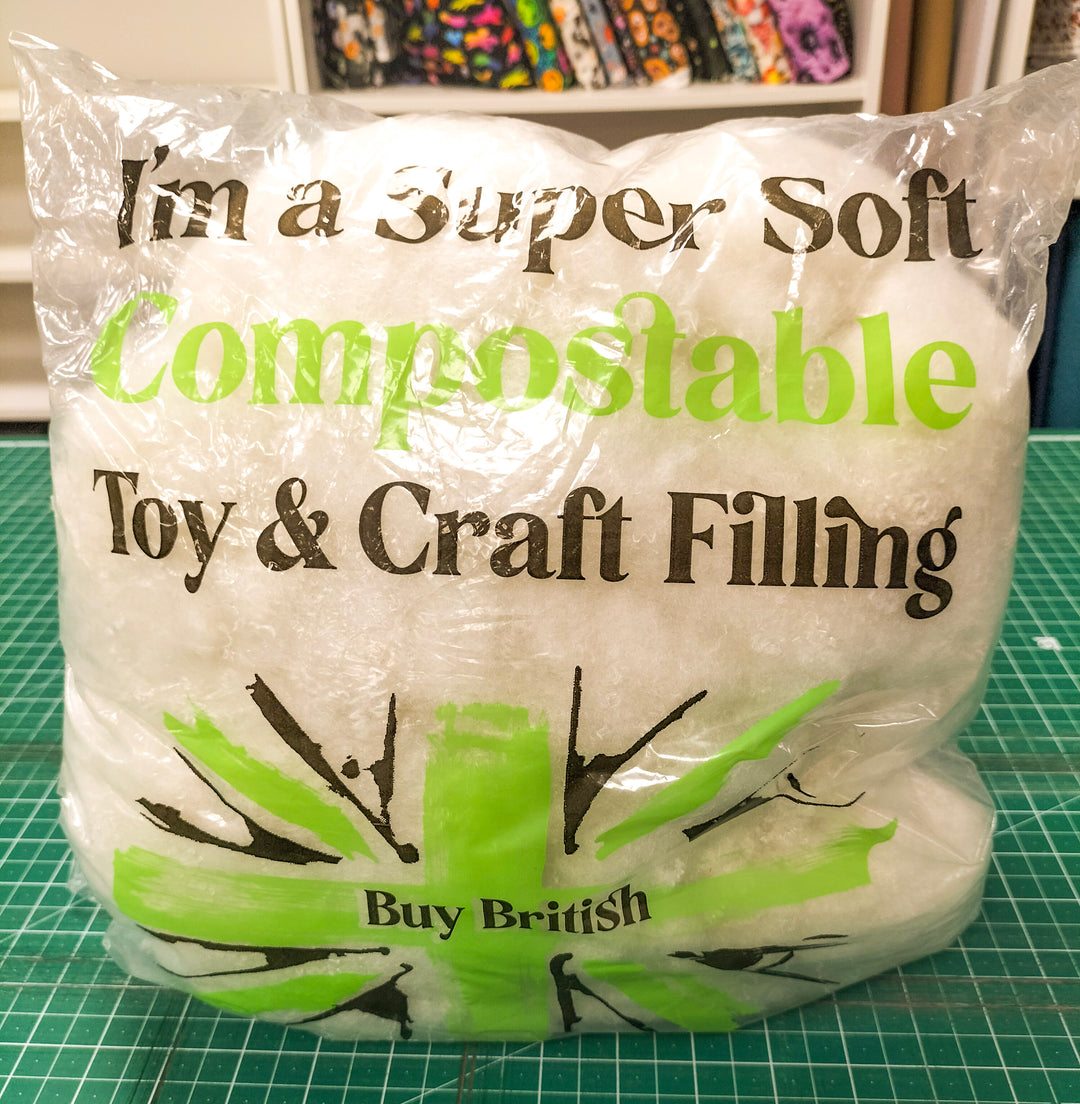 I'm a Super Soft
Compostable
Toy & Craft Filling
Buy British